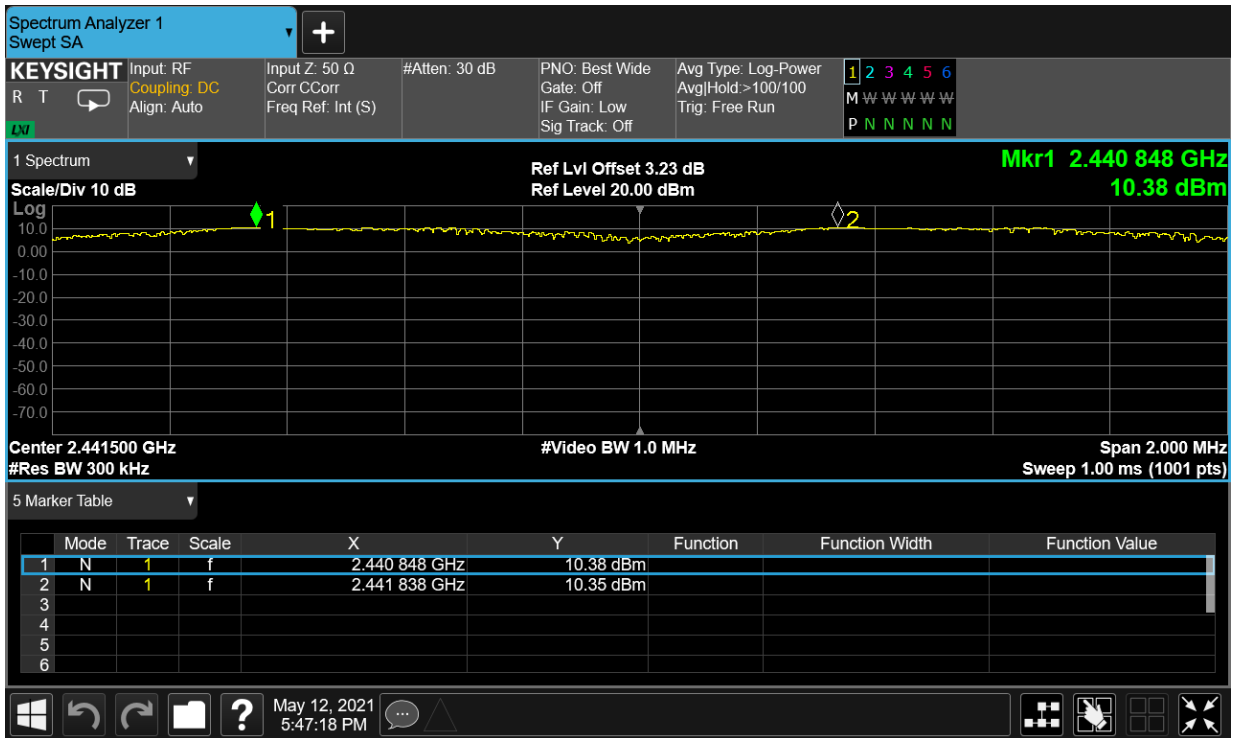 Spectrum Analyzer 1
Swept SA
▼
+
KEYSIGHT
R T
LXI
Input: RF
Coupling: DC
Align: Auto
Input Z: 50 Ω
Corr CCorr
Freq Ref: Int (S)
#Atten: 30 dB
PNO: Best Wide
Gate: Off
IF Gain: Low
Sig Track: Off
Avg Type: Log-Power
Avg|Hold:>100/100
Trig: Free Run
1 2 3 4 5 6
M W W W W W
P N N N N N
1 Spectrum ▼
Scale/Div 10 dB
Ref Lvl Offset 3.23 dB
Ref Level 20.00 dBm
Mkr1 2.440 848 GHz
10.38 dBm
Log
1
2
10.0
0.00
-10.0
-20.0
-30.0
-40.0
-50.0
-60.0
-70.0
Center 2.441500 GHz
#Video BW 1.0 MHz
Span 2.000 MHz
#Res BW 300 kHz
Sweep 1.00 ms (1001 pts)
5 Marker Table ▼
Mode Trace Scale X Y Function Function Width Function Value
1 N 1 f 2.440 848 GHz 10.38 dBm
2 N 1 f 2.441 838 GHz 10.35 dBm
3
4
5
6
?
May 12, 2021
5:47:18 PM